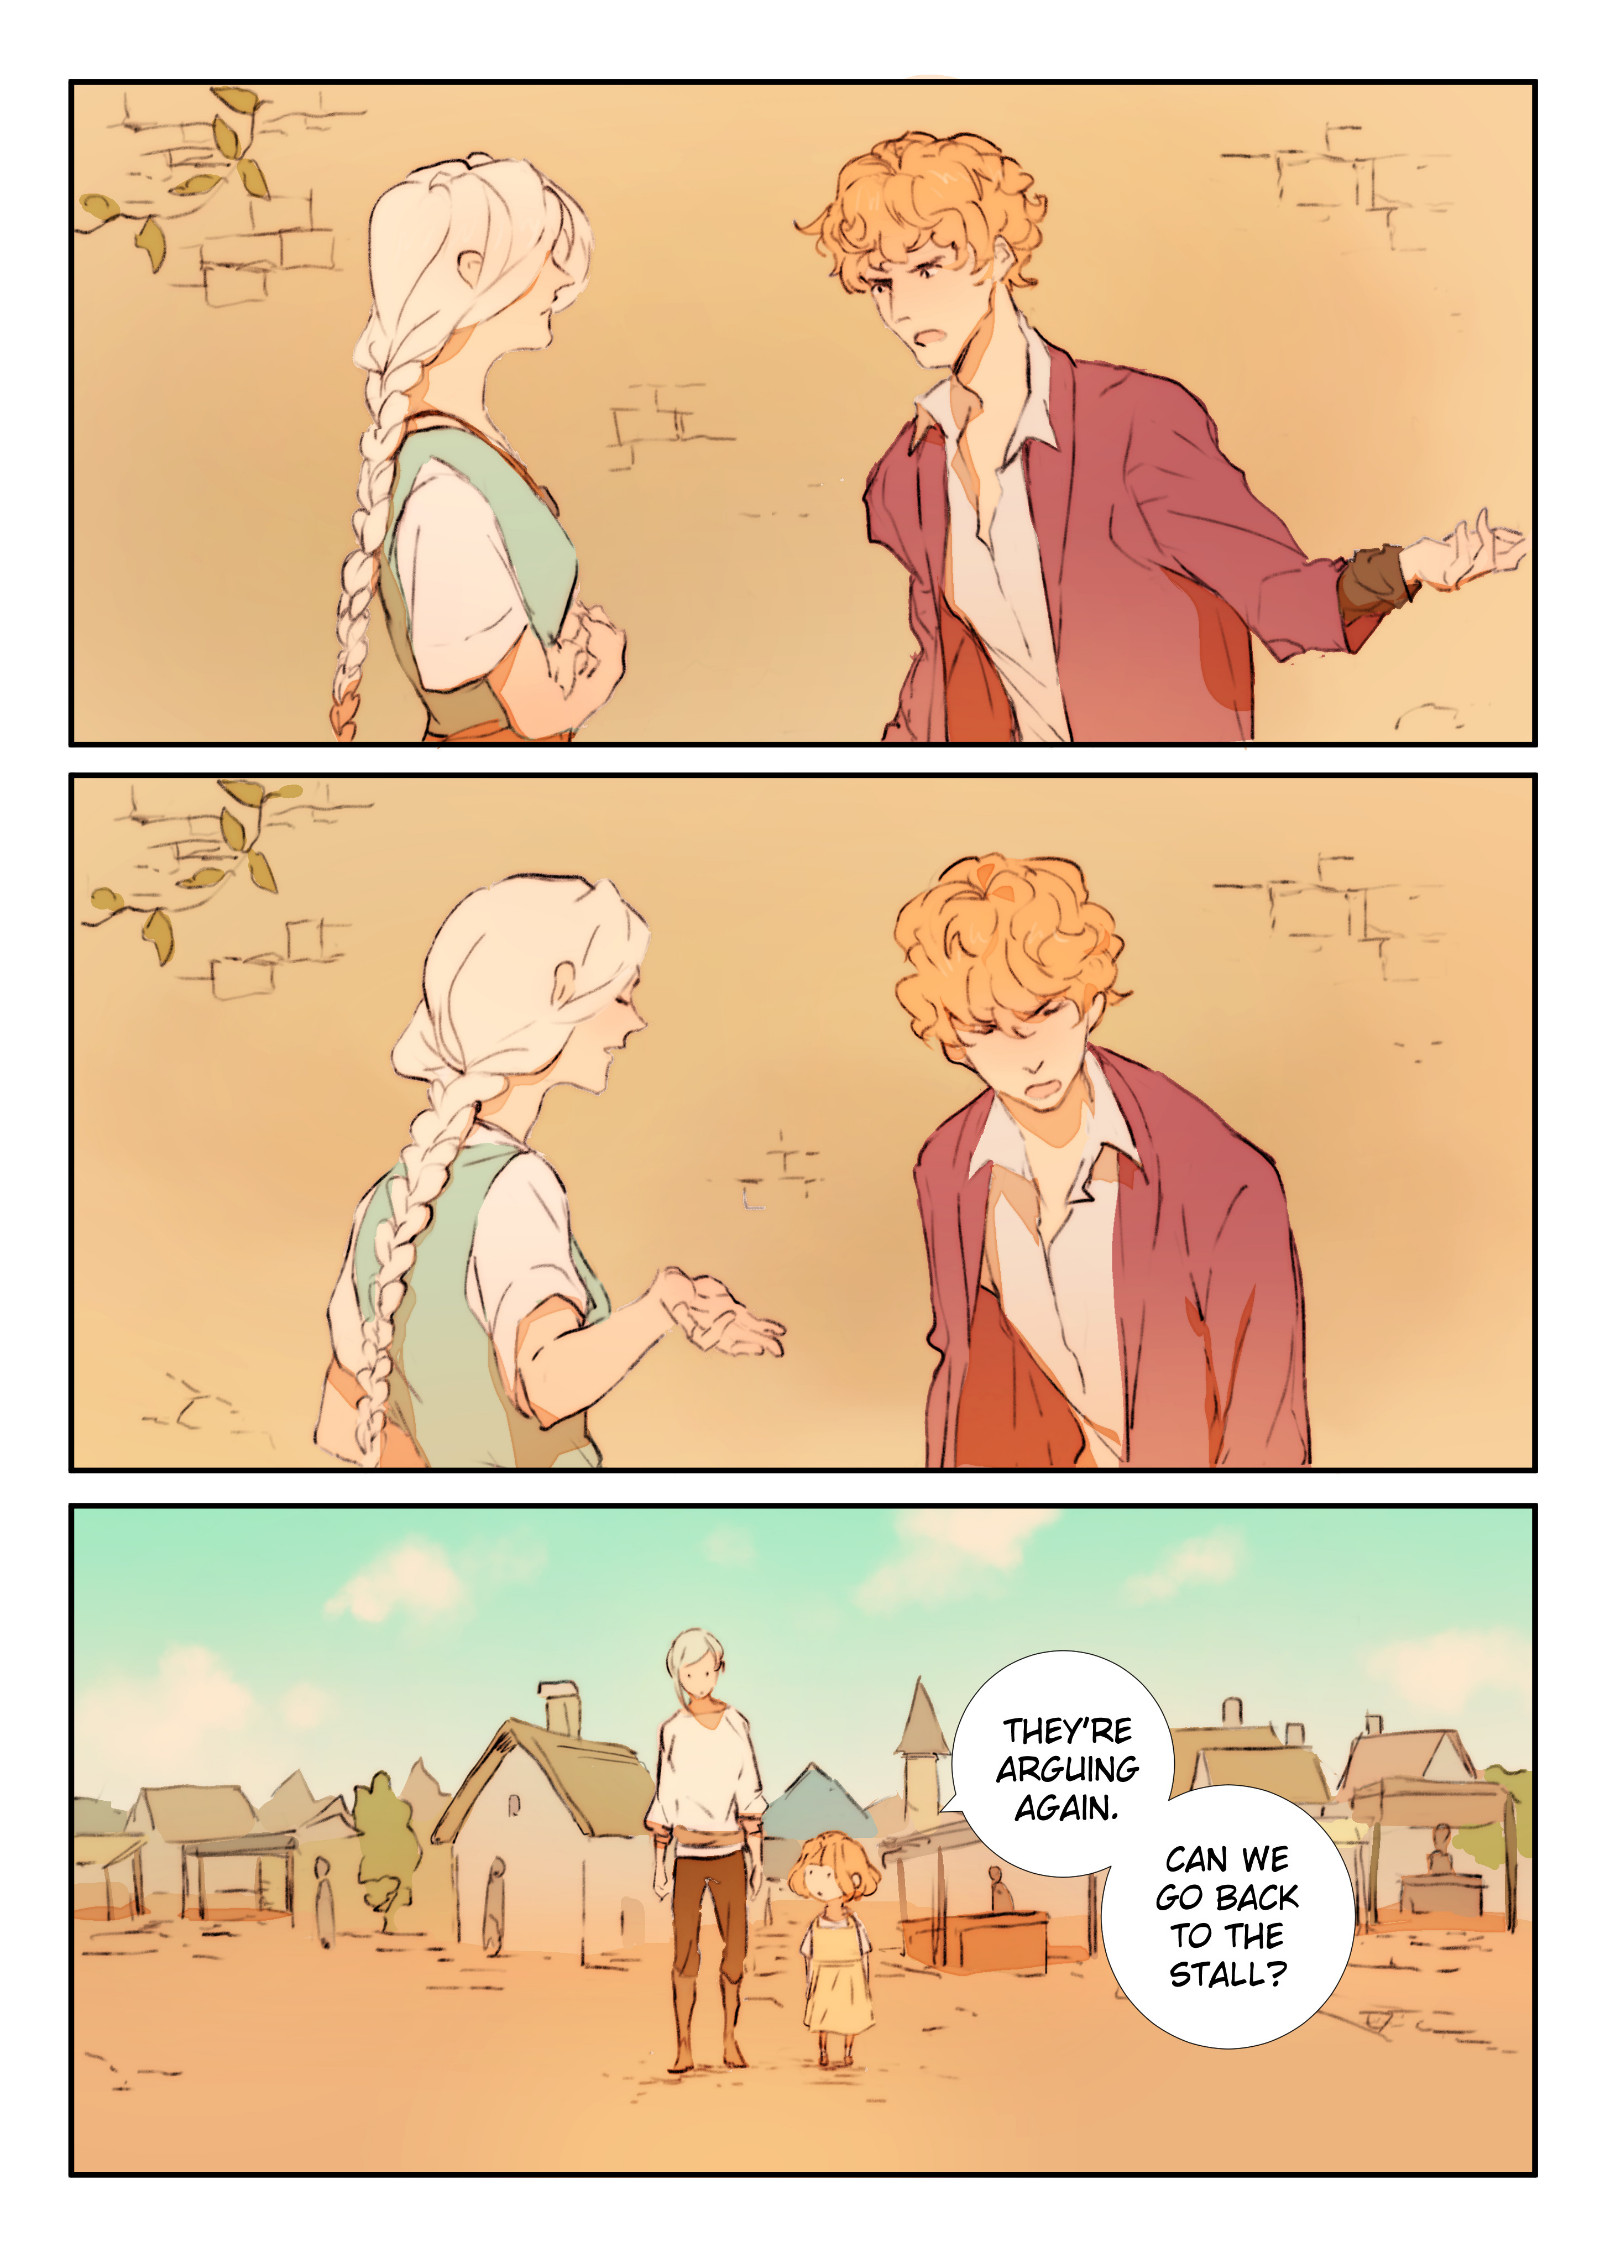 THEY'RE
ARGUING
AGAIN.
CAN WE
GO BACK
TO THE
STALL?